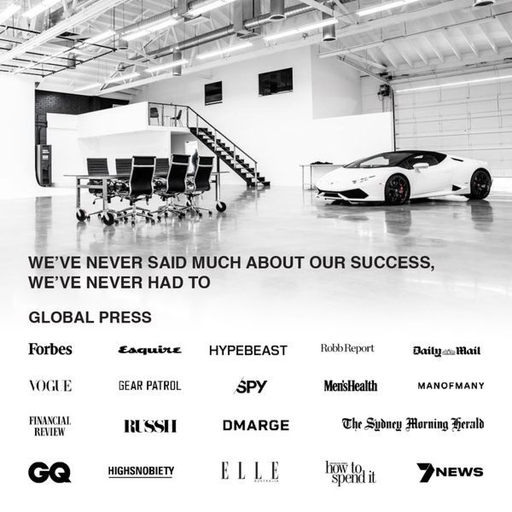 WE'VE NEVER SAID MUCH ABOUT OUR SUCCESS,
WE'VE NEVER HAD TO
GLOBAL PRESS
Forbes Esquire HYPEBEAST Robb Report Daily Mail
VOGUE GEAR PATROL SPY Men'sHealth MANOFMANY
FINANCIAL
REVIEW
RUSSH DMARGE The Sydney Morning Herald
GQ HIGHSNOBIETY ELLE
AUSTRALIA
how to
spend it
7NEWS